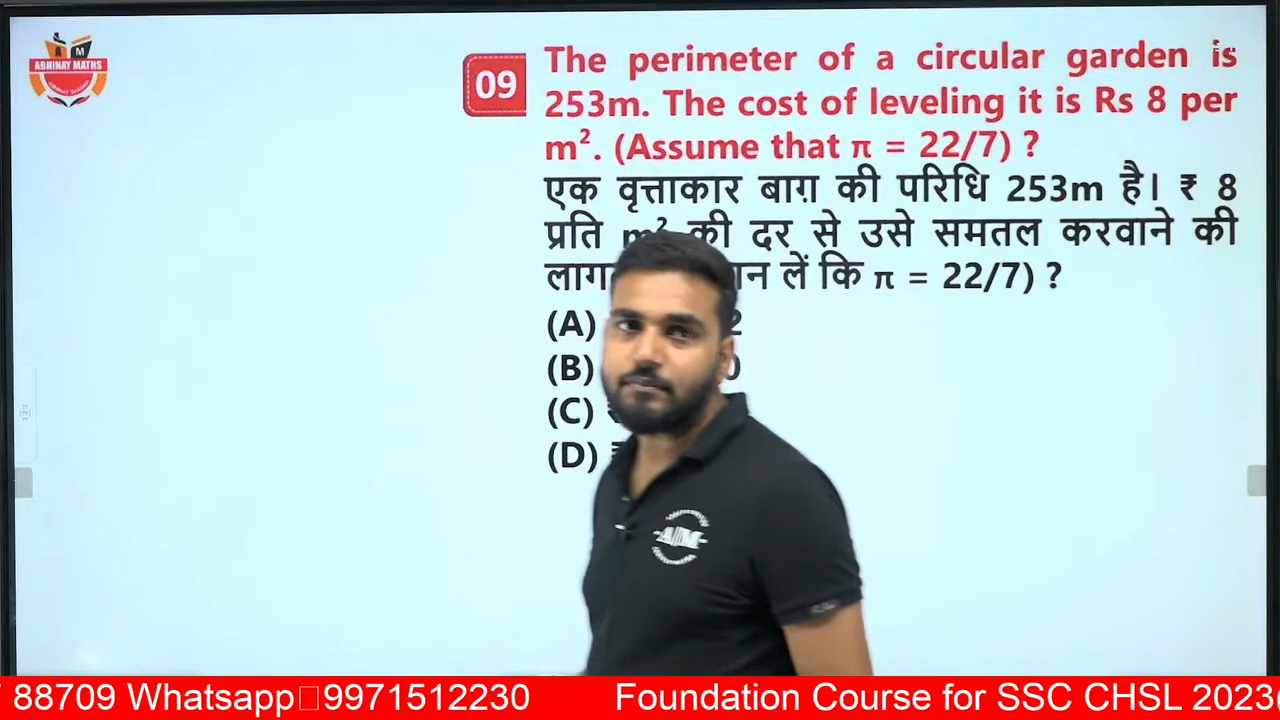 ABHINAY MATHS
09
The perimeter of a circular garden is
253m. The cost of leveling it is Rs 8 per
m². (Assume that π = 22/7) ?
एक वृत्ताकार बाग़ की परिधि 253m है। ₹ 8
प्रति m² की दर से उसे समतल करवाने की
लें कि π = 22/7) ?
(A)
(B)
(C)
(D)
A/M
88709 Whatsapp 9971512230
Foundation Course for SSC CHSL 2023